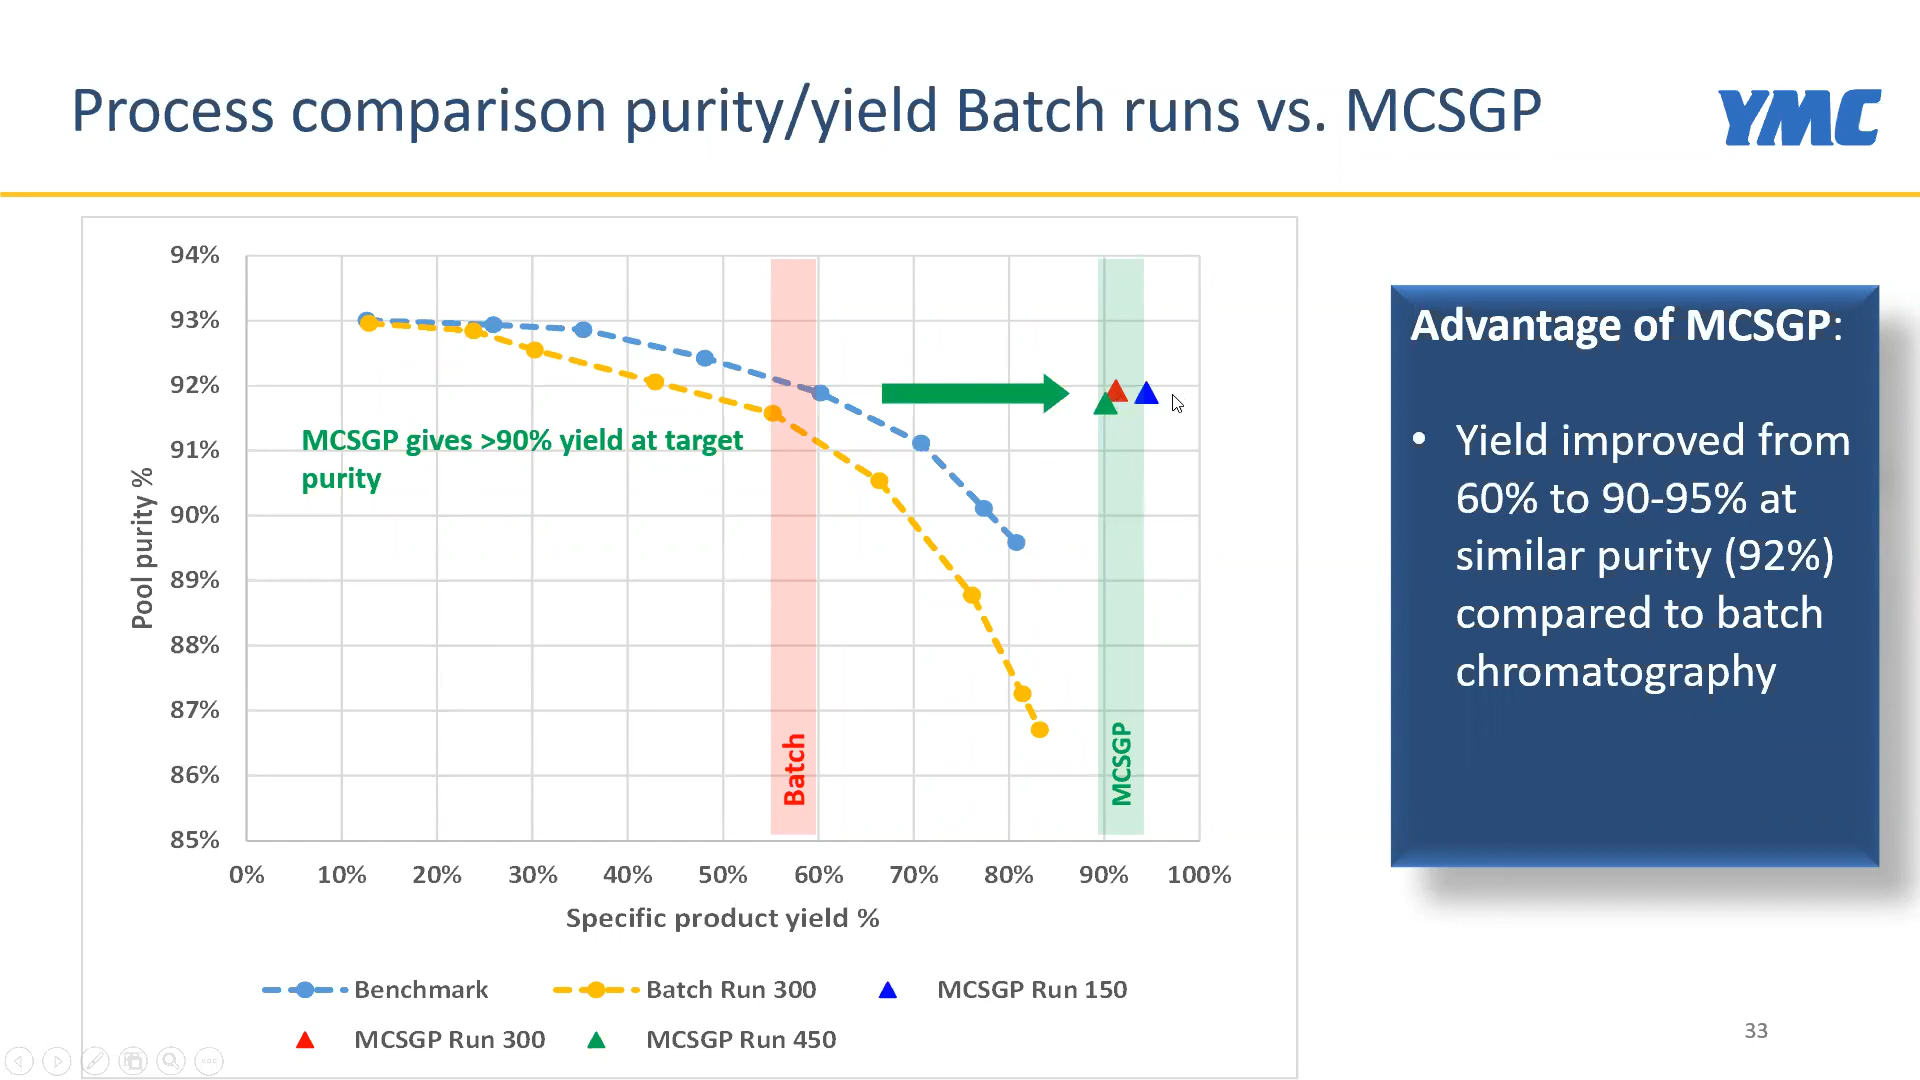 Process comparison purity/yield Batch runs vs. MCSGP
YMC
94%
93%
92%
91%
90%
89%
88%
87%
86%
85%
Pool purity %
MCSGP gives >90% yield at target
purity
Batch
MCSGP
0% 10% 20% 30% 40% 50% 60% 70% 80% 90% 100%
Specific product yield %
Benchmark Batch Run 300 MCSGP Run 150
MCSGP Run 300 MCSGP Run 450
Advantage of MCSGP:
• Yield improved from
60% to 90-95% at
similar purity (92%)
compared to batch
chromatography
33